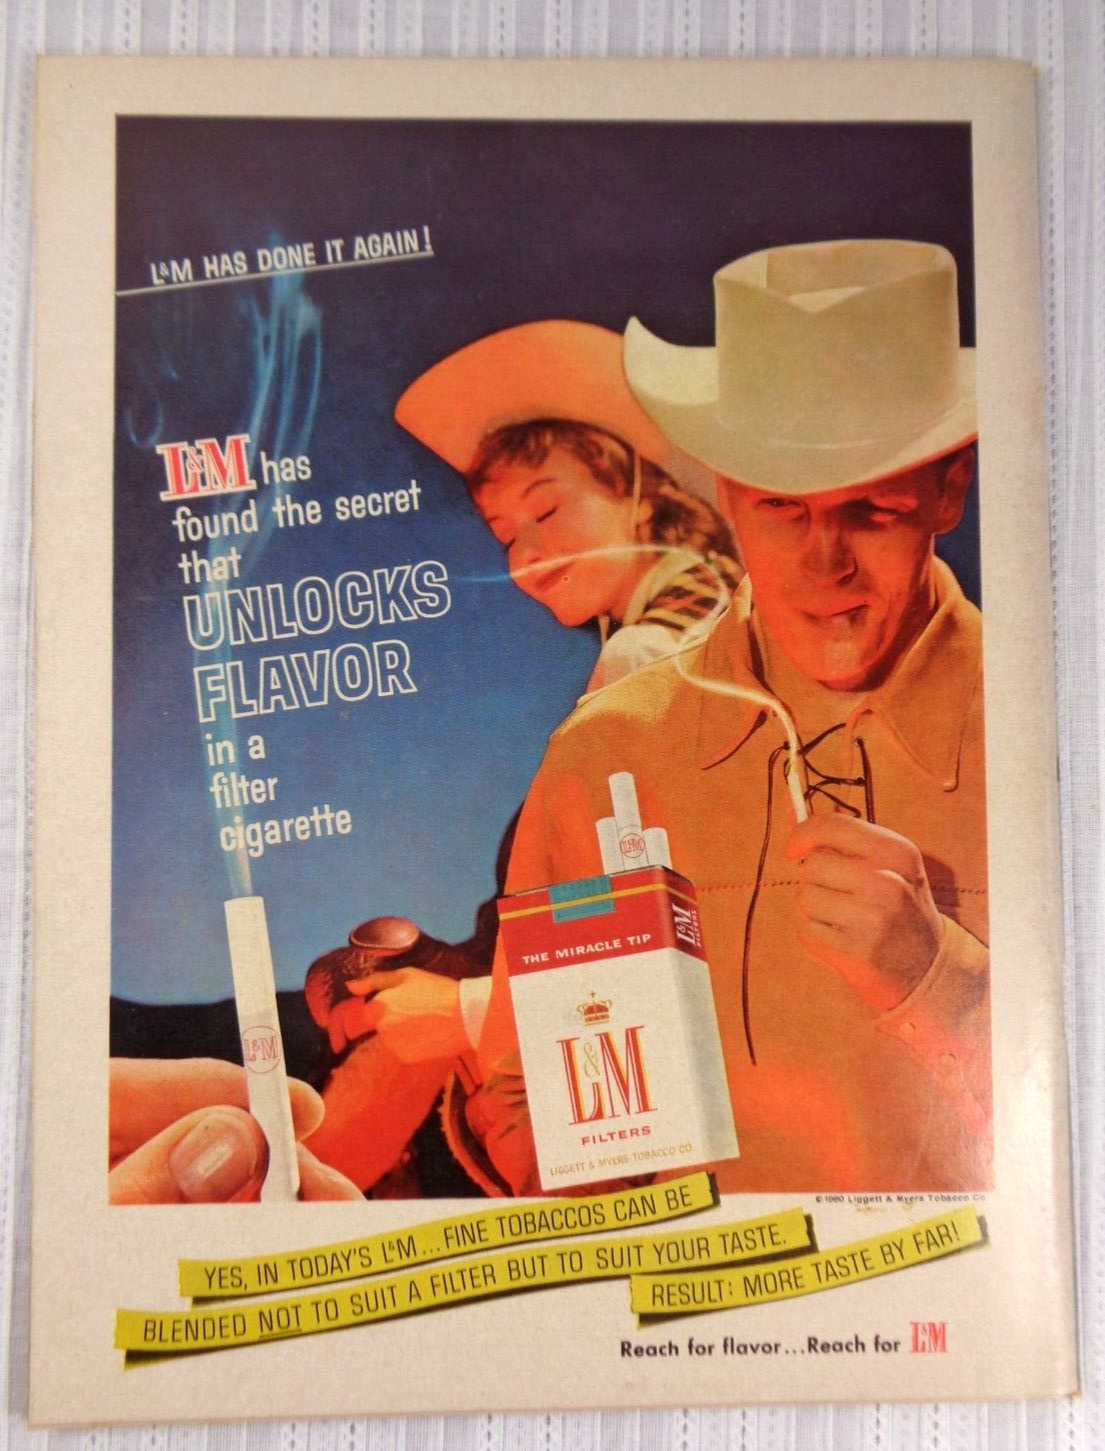 L&M HAS DONE IT AGAIN!
L&M has
found the secret
that
UNLOCKS
FLAVOR
in a
filter
cigarette
L&M
L&M
THE MIRACLE TIP
L&M
FILTERS
L&M
FILTERS
LIGGETT & MYERS TOBACCO CO.
© 1960 Liggett & Myers Tobacco Co
YES, IN TODAY'S L&M...FINE TOBACCOS CAN BE
BLENDED NOT TO SUIT A FILTER BUT TO SUIT YOUR TASTE.
RESULT: MORE TASTE BY FAR!
Reach for flavor...Reach for L&M